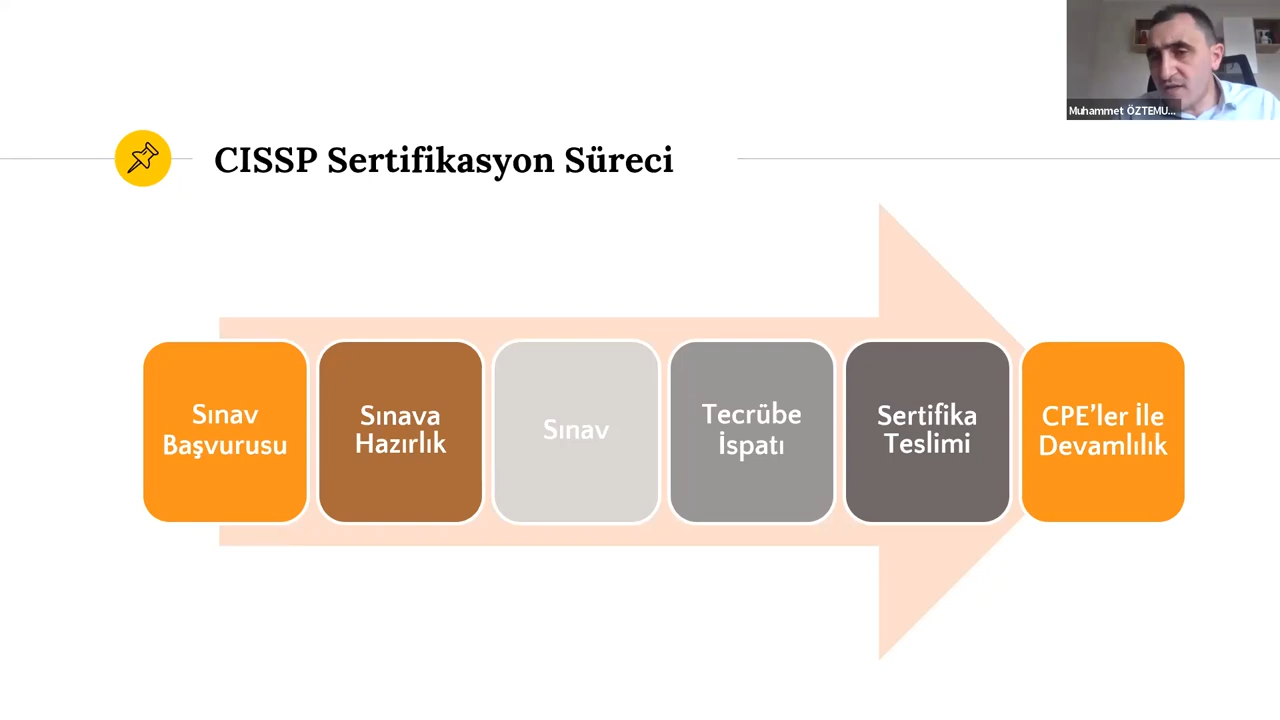 Muhammet ÖZTEMU...
CISSP Sertifikasyon Süreci
Sınav
Başvurusu
Sınava
Hazırlık
Sınav
Tecrübe
İspatı
Sertifika
Teslimi
CPE’ler İle
Devamlılık